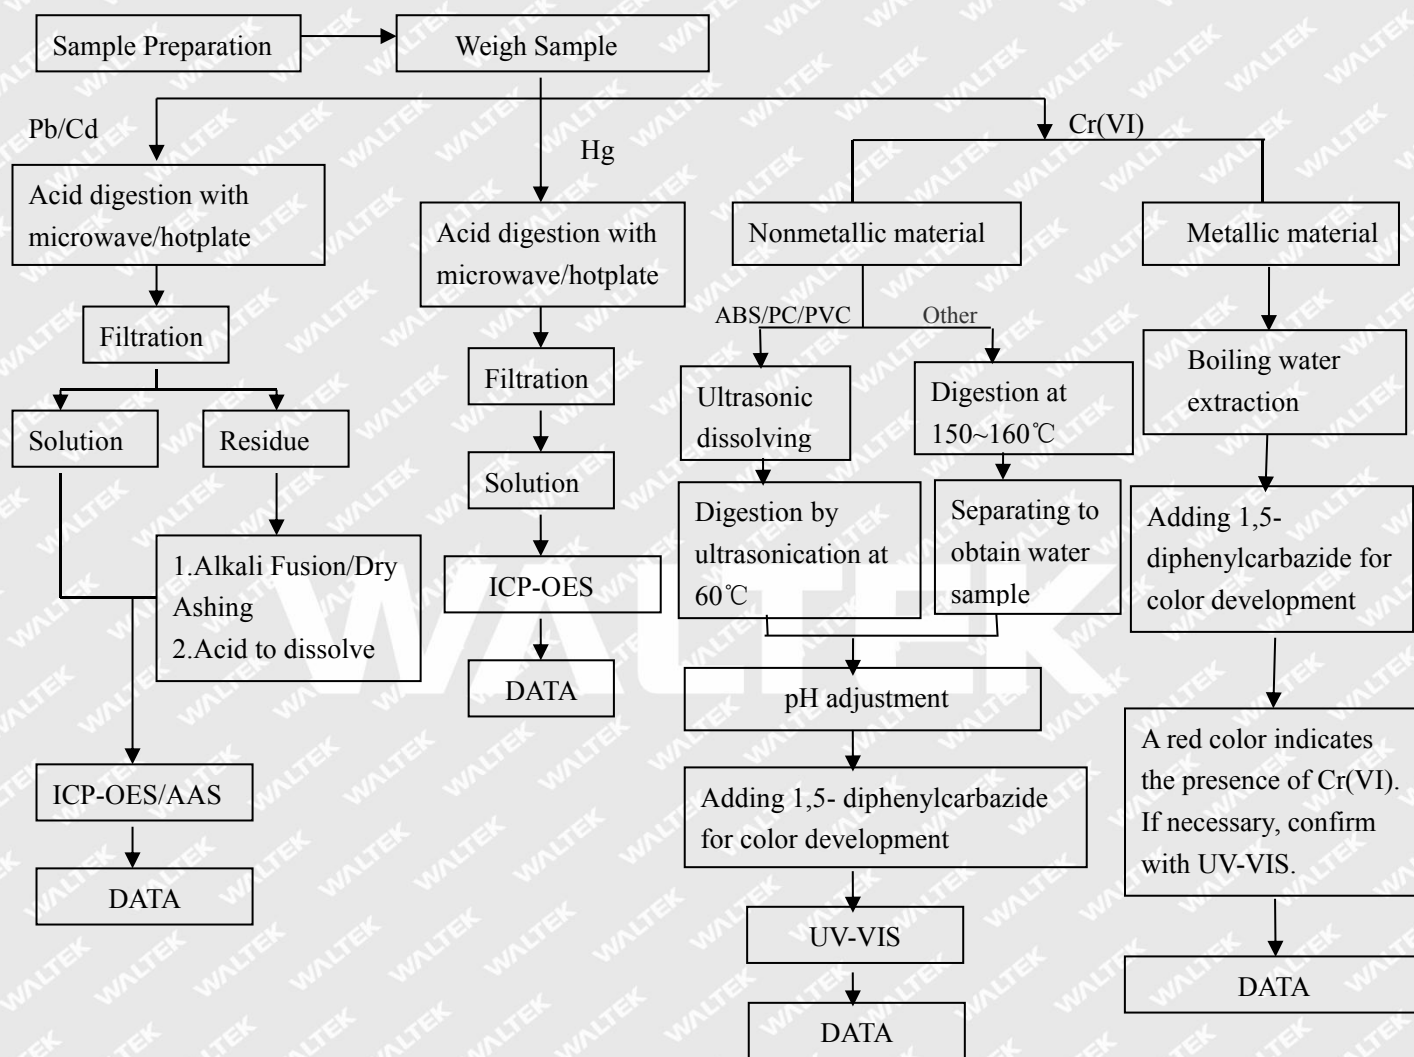 Sample Preparation
Weigh Sample
Pb/Cd
Hg
Cr(VI)
Acid digestion with
microwave/hotplate
Filtration
Solution
Residue
1.Alkali Fusion/Dry
Ashing
2.Acid to dissolve
ICP-OES/AAS
DATA
Acid digestion with
microwave/hotplate
Filtration
Solution
ICP-OES
DATA
Nonmetallic material
ABS/PC/PVC
Other
Ultrasonic
dissolving
Digestion by
ultrasonication at
60℃
Digestion at
150~160℃
Separating to
obtain water
sample
pH adjustment
Adding 1,5- diphenylcarbazide
for color development
UV-VIS
DATA
Metallic material
Boiling water
extraction
Adding 1,5-
diphenylcarbazide for
color development
A red color indicates
the presence of Cr(VI).
If necessary, confirm
with UV-VIS.
DATA
WALTEK